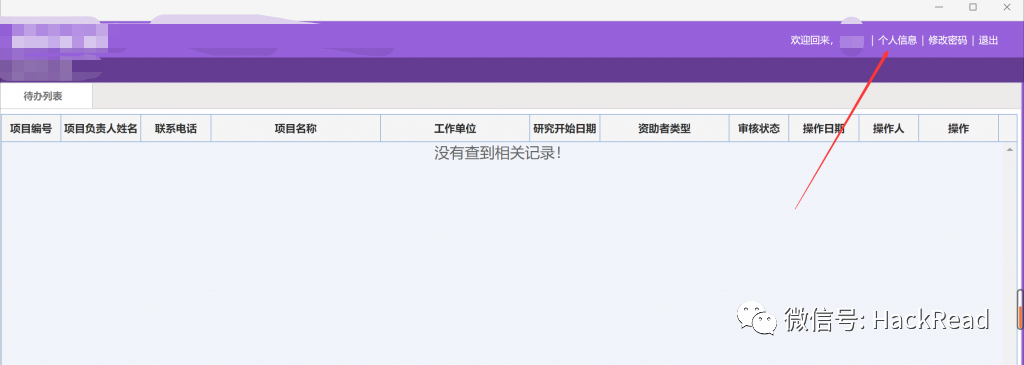 欢迎回来， | 个人信息 | 修改密码 | 退出
待办列表
项目编号 项目负责人姓名 联系电话 项目名称 工作单位 研究开始日期 资助者类型 审核状态 操作日期 操作人 操作
没有查到相关记录！
微信号: HackRead